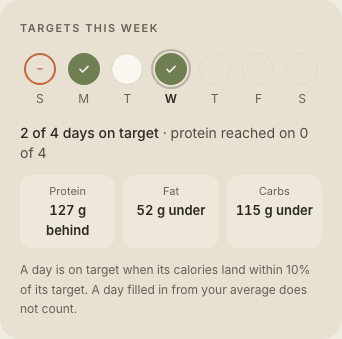 TARGETS THIS WEEK
S M T W T F S
2 of 4 days on target · protein reached on 0
of 4
Protein Fat Carbs
127 g 52 g under 115 g under
behind
A day is on target when its calories land within 10%
of its target. A day filled in from your average does
not count.